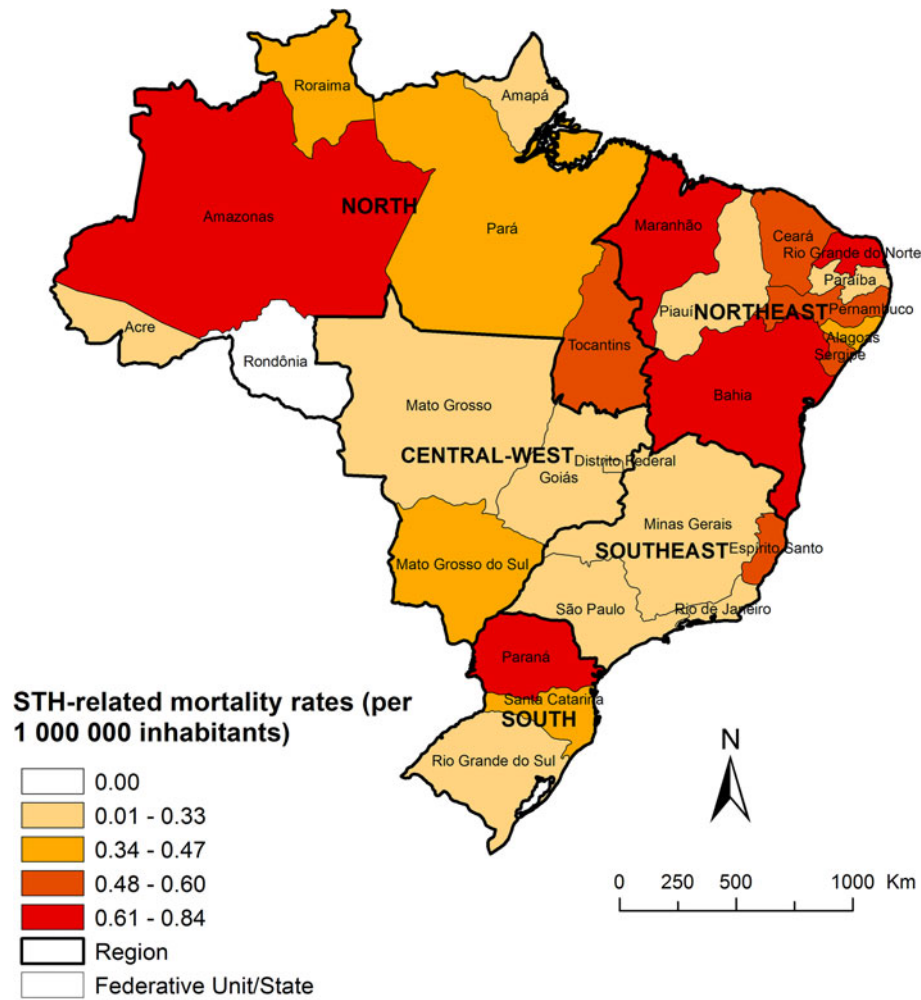 Roraima
Amapá
Amazonas
NORTH
Pará
Maranhão
Ceará
Rio Grande do Norte
Paraíba
Piauí
NORTHEAST
Pernambuco
Acre
Rondônia
Tocantins
Alagoas
Sergipe
Bahia
Mato Grosso
CENTRAL-WEST
Distrito Federal
Goiás
Minas Gerais
SOUTHEAST
Espírito Santo
Mato Grosso do Sul
São Paulo
Rio de Janeiro
Paraná
Santa Catarina
SOUTH
Rio Grande do Sul
STH-related mortality rates (per
1 000 000 inhabitants)
0.00
0.01 - 0.33
0.34 - 0.47
0.48 - 0.60
0.61 - 0.84
Region
Federative Unit/State
N
0 250 500 1000 Km